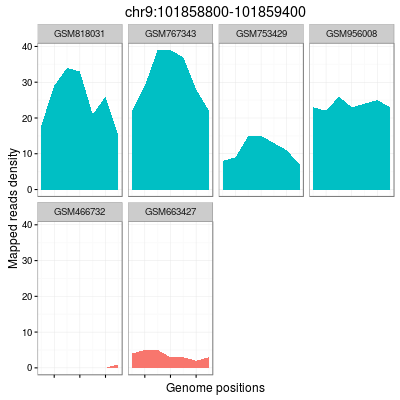 chr9:101858800-101859400
GSM818031 GSM767343 GSM753429 GSM956008
40
30
20
10
0
GSM466732 GSM663427
40
30
20
10
0
Mapped reads density
Genome positions